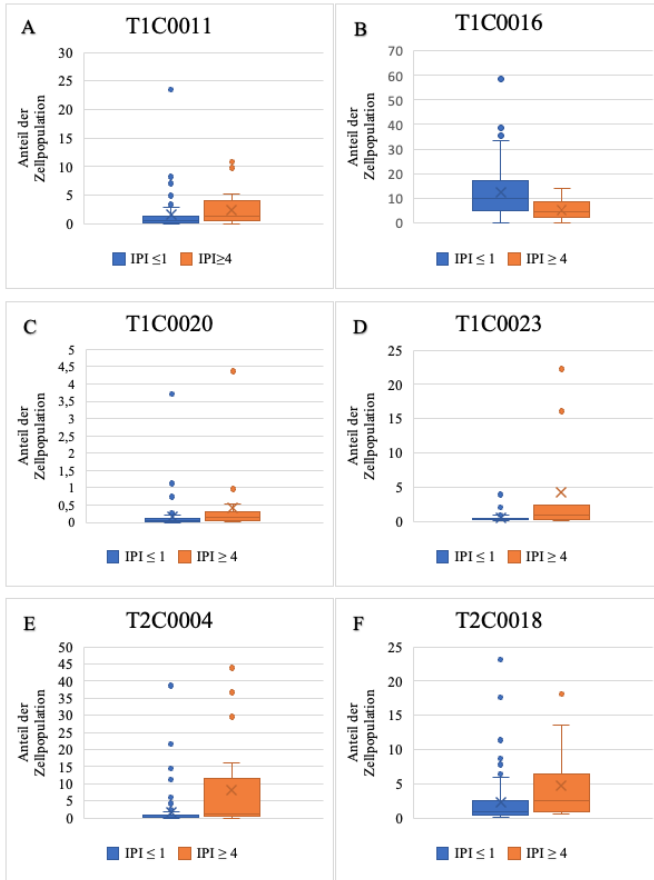 A
T1C0011
Anteil der
Zellpopulation
30
25
20
15
10
5
0
IPI ≤1 IPI≥4
B
T1C0016
Anteil der
Zellpopulation
70
60
50
40
30
20
10
0
IPI ≤ 1 IPI ≥ 4
C
T1C0020
Anteil der
Zellpopulation
5
4,5
4
3,5
3
2,5
2
1,5
1
0,5
0
IPI ≤ 1 IPI ≥ 4
D
T1C0023
Anteil der
Zellpopulation
25
20
15
10
5
0
IPI ≤ 1 IPI ≥ 4
E
T2C0004
Anteil der
Zellpopulation
50
45
40
35
30
25
20
15
10
5
0
IPI ≤ 1 IPI ≥ 4
F
T2C0018
Anteil der
Zellpopulation
25
20
15
10
5
0
IPI ≤ 1 IPI ≥ 4